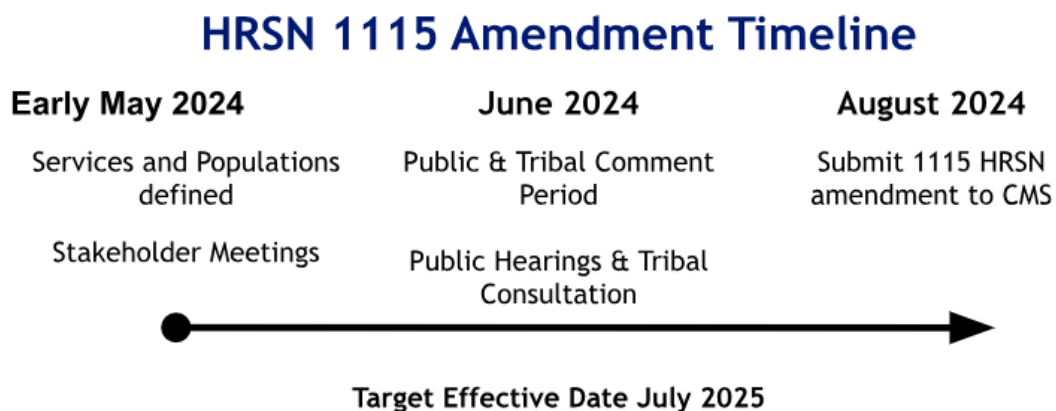 HRSN 1115 Amendment Timeline
Early May 2024
Services and Populations
defined
Stakeholder Meetings
June 2024
Public & Tribal Comment
Period
Public Hearings & Tribal
Consultation
August 2024
Submit 1115 HRSN
amendment to CMS
Target Effective Date July 2025